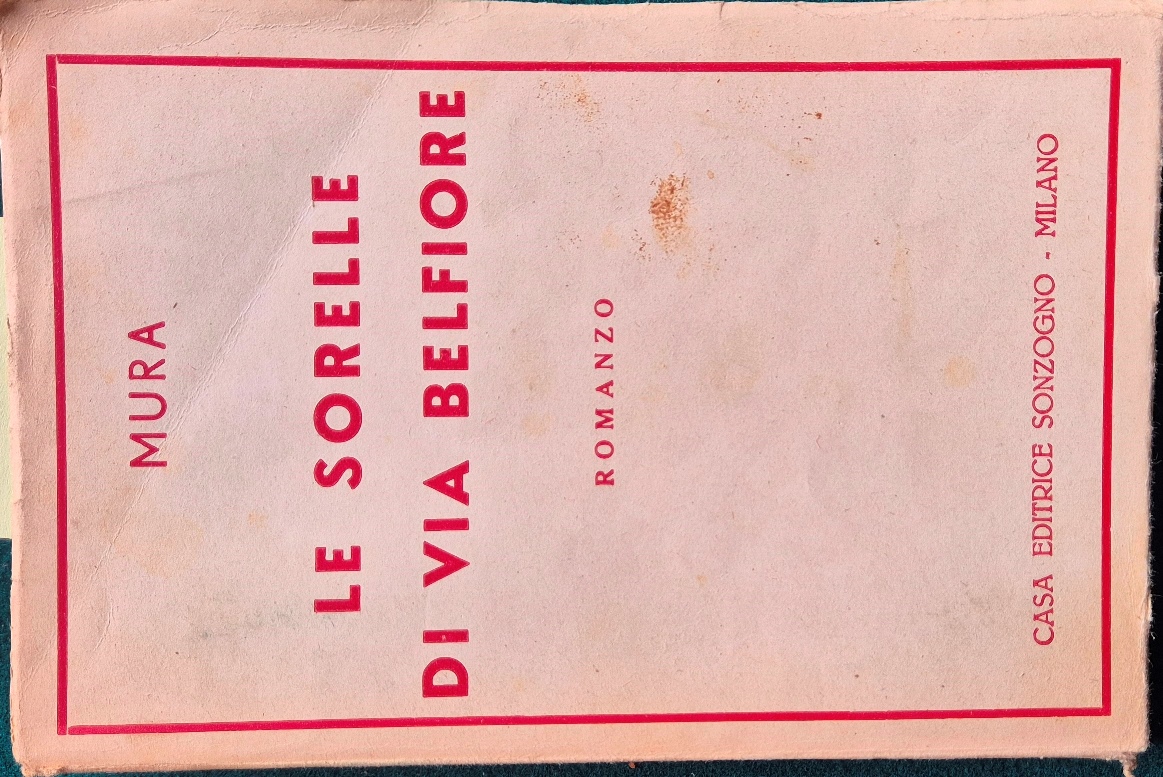 MURA
LE SORELLE
DI VIA BELFIORE
ROMANZO
CASA EDITRICE SONZOGNO - MILANO